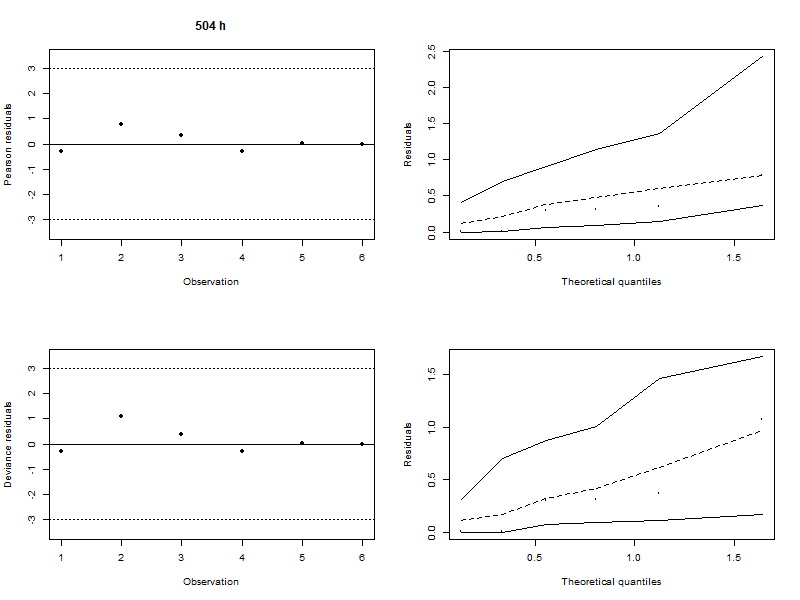 504 h
Pearson residuals
3
2
1
0
-1
-2
-3
1 2 3 4 5 6
Observation
Residuals
2.5
2.0
1.5
1.0
0.5
0.0
0.5 1.0 1.5
Theoretical quantiles
Deviance residuals
3
2
1
0
-1
-2
-3
1 2 3 4 5 6
Observation
Residuals
1.5
1.0
0.5
0.0
0.5 1.0 1.5
Theoretical quantiles